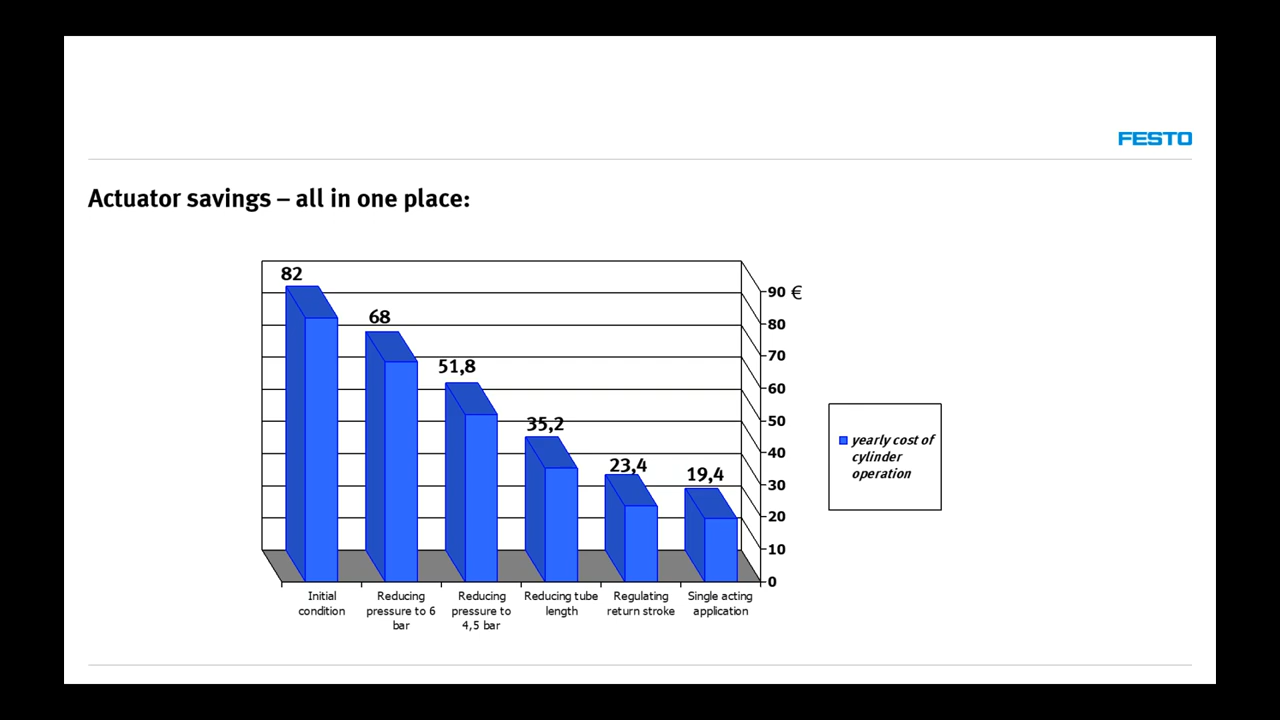 FESTO
Actuator savings – all in one place:
82
68
51,8
35,2
23,4
19,4
90 €
80
70
60
50
40
30
20
10
0
Initial
condition
Reducing
pressure to 6
bar
Reducing
pressure to
4,5 bar
Reducing tube
length
Regulating
return stroke
Single acting
application
yearly cost of
cylinder
operation